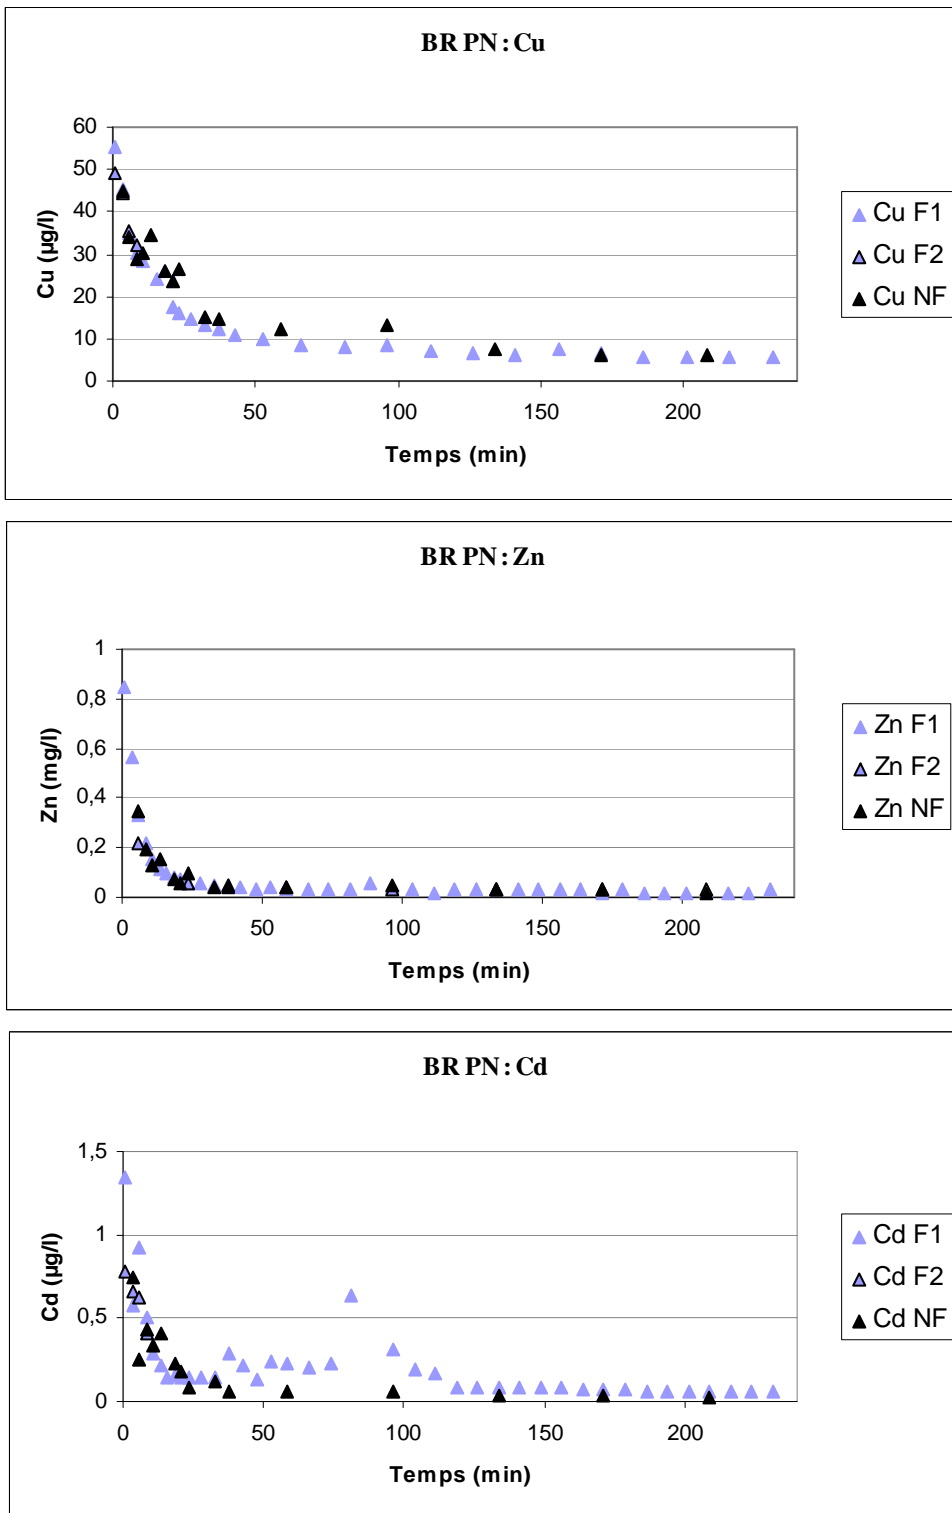 BR PN: Cu
60
50
40
30
20
10
0
Cu (µg/l)
0 50 100 150 200
Temps (min)
Cu F1
Cu F2
Cu NF
BR PN: Zn
1
0,8
0,6
0,4
0,2
0
Zn (mg/l)
0 50 100 150 200
Temps (min)
Zn F1
Zn F2
Zn NF
BR PN: Cd
1,5
1
0,5
0
Cd (µg/l)
0 50 100 150 200
Temps (min)
Cd F1
Cd F2
Cd NF